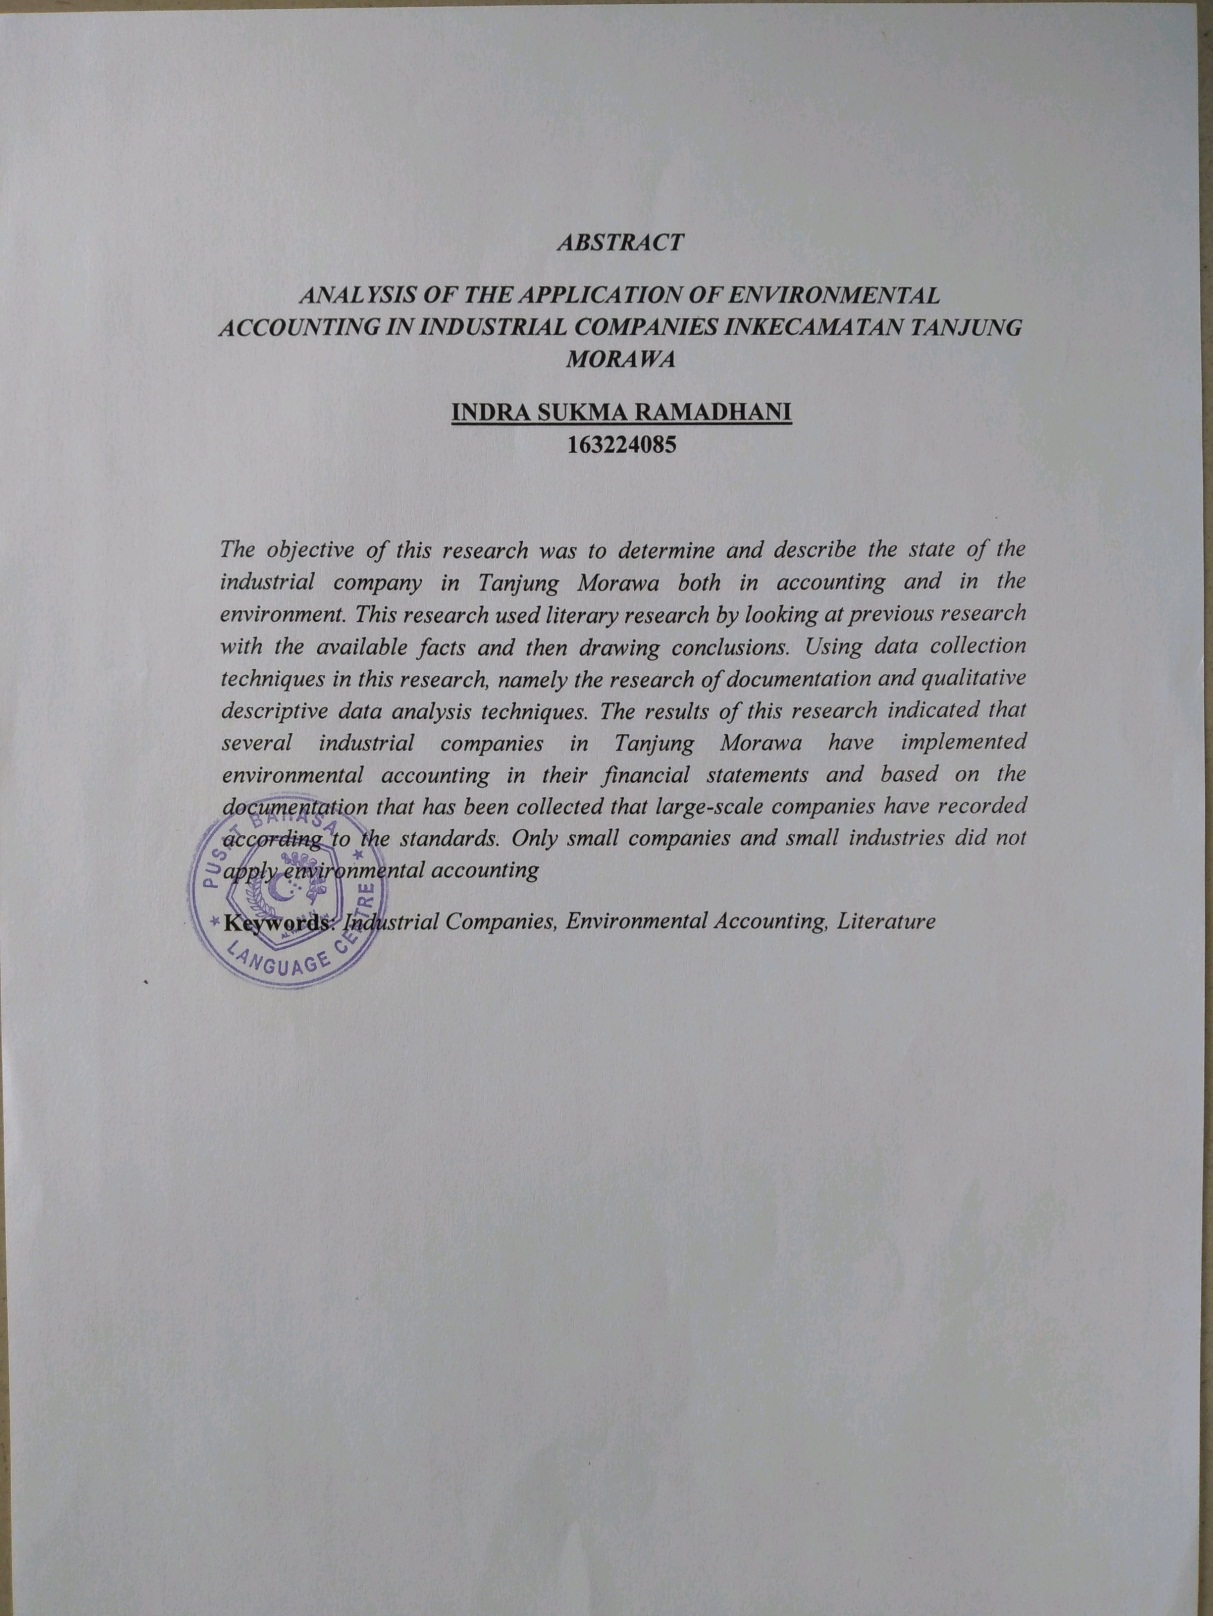 ABSTRACT
ANALYSIS OF THE APPLICATION OF ENVIRONMENTAL
ACCOUNTING IN INDUSTRIAL COMPANIES INKECAMATAN TANJUNG
MORAWA
INDRA SUKMA RAMADHANI
163224085
The objective of this research was to determine and describe the state of the
industrial company in Tanjung Morawa both in accounting and in the
environment. This research used literary research by looking at previous research
with the available facts and then drawing conclusions. Using data collection
techniques in this research, namely the research of documentation and qualitative
descriptive data analysis techniques. The results of this research indicated that
several industrial companies in Tanjung Morawa have implemented
environmental accounting in their financial statements and based on the
documentation that has been collected that large-scale companies have recorded
according to the standards. Only small companies and small industries did not
apply environmental accounting
Keywords: Industrial Companies, Environmental Accounting, Literature
PUSAT BAHASA
LANGUAGE CENTRE